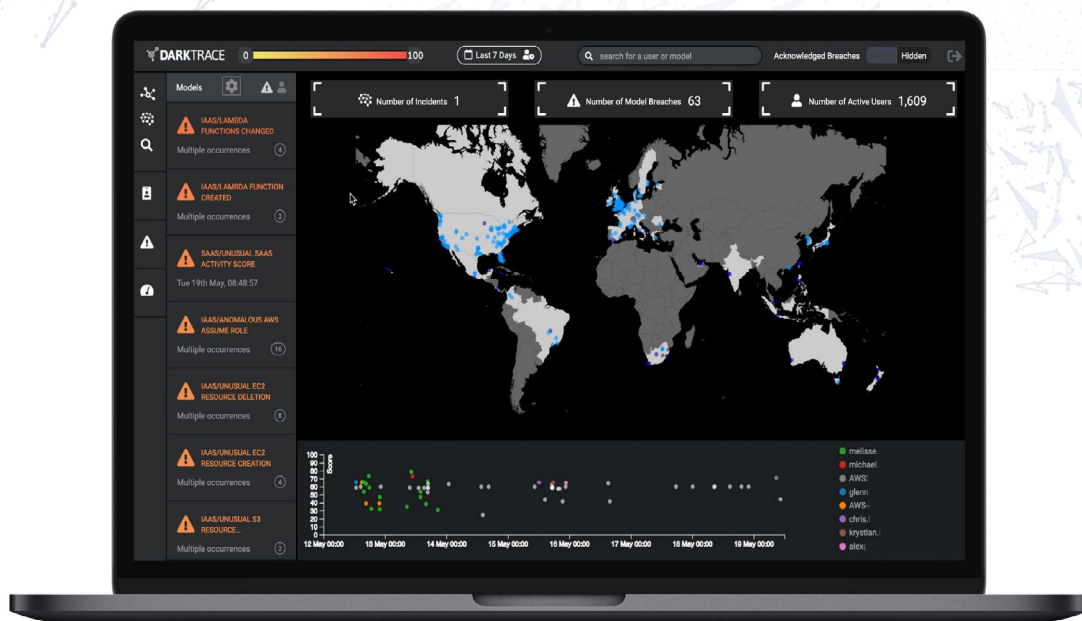 DARKTRACE 0 100 Last 7 Days search for a user or model Acknowledged Breaches Hidden
Models
Number of Incidents 1
Number of Model Breaches 63
Number of Active Users 1,609
IAAS/LAMBDA
FUNCTIONS CHANGED
Multiple occurrences 4
IAAS/LAMBDA FUNCTION
CREATED
Multiple occurrences 3
SAAS/UNUSUAL SAAS
ACTIVITY SCORE
Tue 19th May, 08:48:57
IAAS/ANOMALOUS AWS
ASSUME ROLE
Multiple occurrences 16
IAAS/UNUSUAL EC2
RESOURCE DELETION
Multiple occurrences 8
IAAS/UNUSUAL EC2
RESOURCE CREATION
Multiple occurrences 4
IAAS/UNUSUAL S3
RESOURCE...
Multiple occurrences 2
Score
100
90
80
70
60
50
40
30
20
10
0
12 May 00:00 13 May 00:00 14 May 00:00 15 May 00:00 16 May 00:00 17 May 00:00 18 May 00:00 19 May 00:00
melisse
michael
glenn
chris.
krystian.